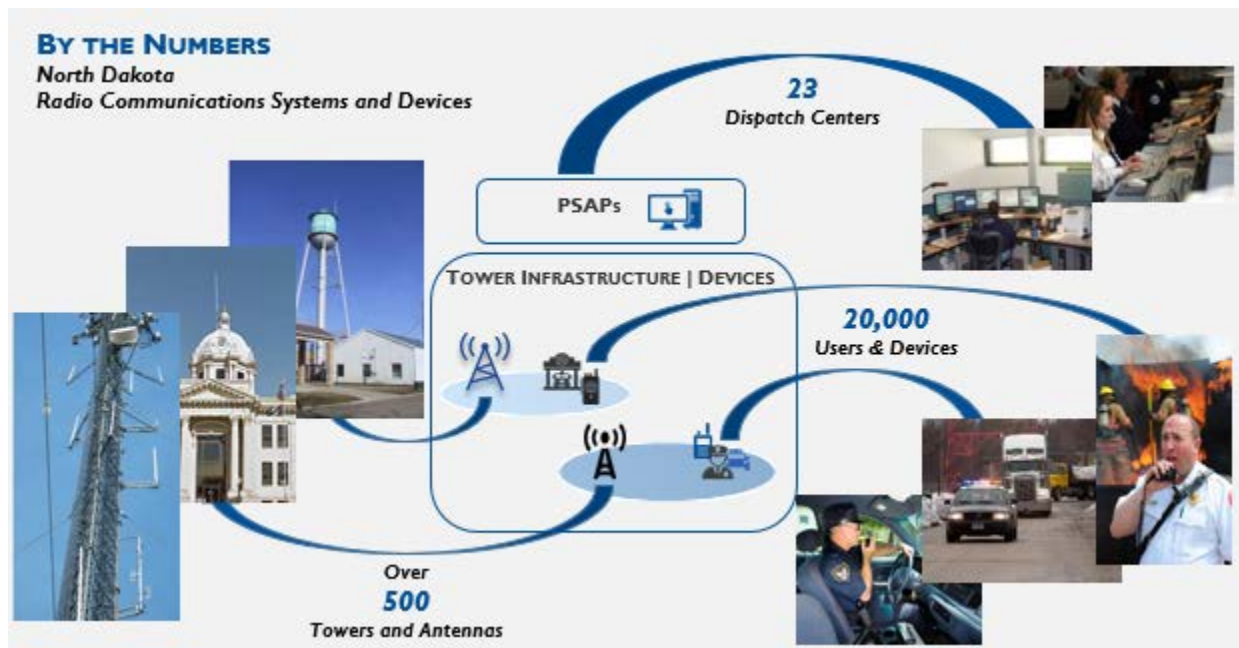 BY THE NUMBERS
North Dakota
Radio Communications Systems and Devices
23
Dispatch Centers
PSAPs
TOWER INFRASTRUCTURE | DEVICES
20,000
Users & Devices
Over
500
Towers and Antennas